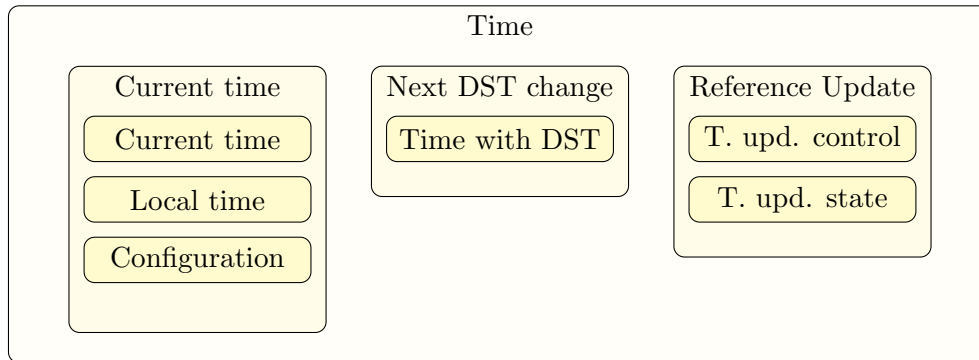 Time
Current time
Current time
Local time
Configuration
Next DST change
Time with DST
Reference Update
T. upd. control
T. upd. state